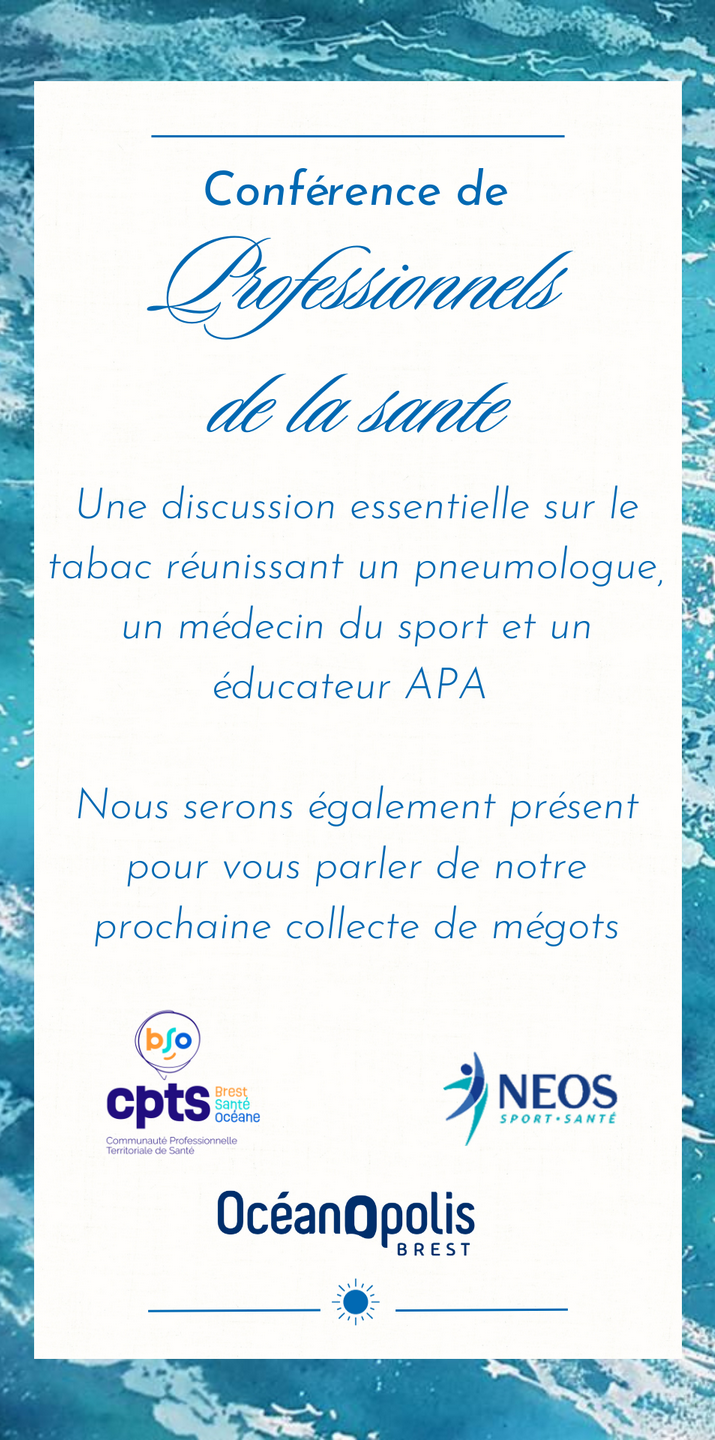 Conférence de
Professionnels
de la sante
Une discussion essentielle sur le
tabac réunissant un pneumologue,
un médecin du sport et un
éducateur APA
Nous serons également présent
pour vous parler de notre
prochaine collecte de mégots
bso
cpts Brest Santé Océane
Communauté Professionnelle
Territoriale de Santé
NEOS
SPORT·SANTÉ
OcéanOpolis
BREST